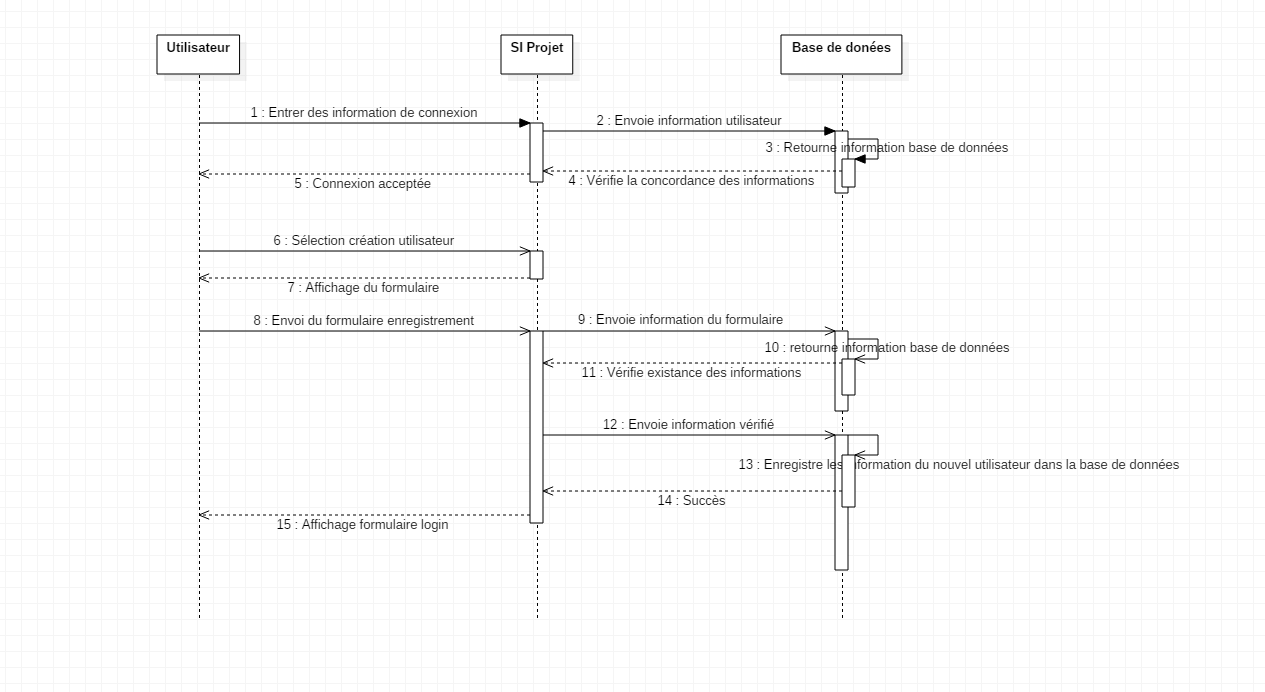 Utilisateur
SI Projet
Base de donées
1 : Entrer des information de connexion
2 : Envoie information utilisateur
3 : Retourne information base de données
4 : Vérifie la concordance des informations
5 : Connexion acceptée
6 : Sélection création utilisateur
7 : Affichage du formulaire
8 : Envoi du formulaire enregistrement
9 : Envoie information du formulaire
10 : retourne information base de données
11 : Vérifie existance des informations
12 : Envoie information vérifié
13 : Enregistre les information du nouvel utilisateur dans la base de données
14 : Succès
15 : Affichage formulaire login